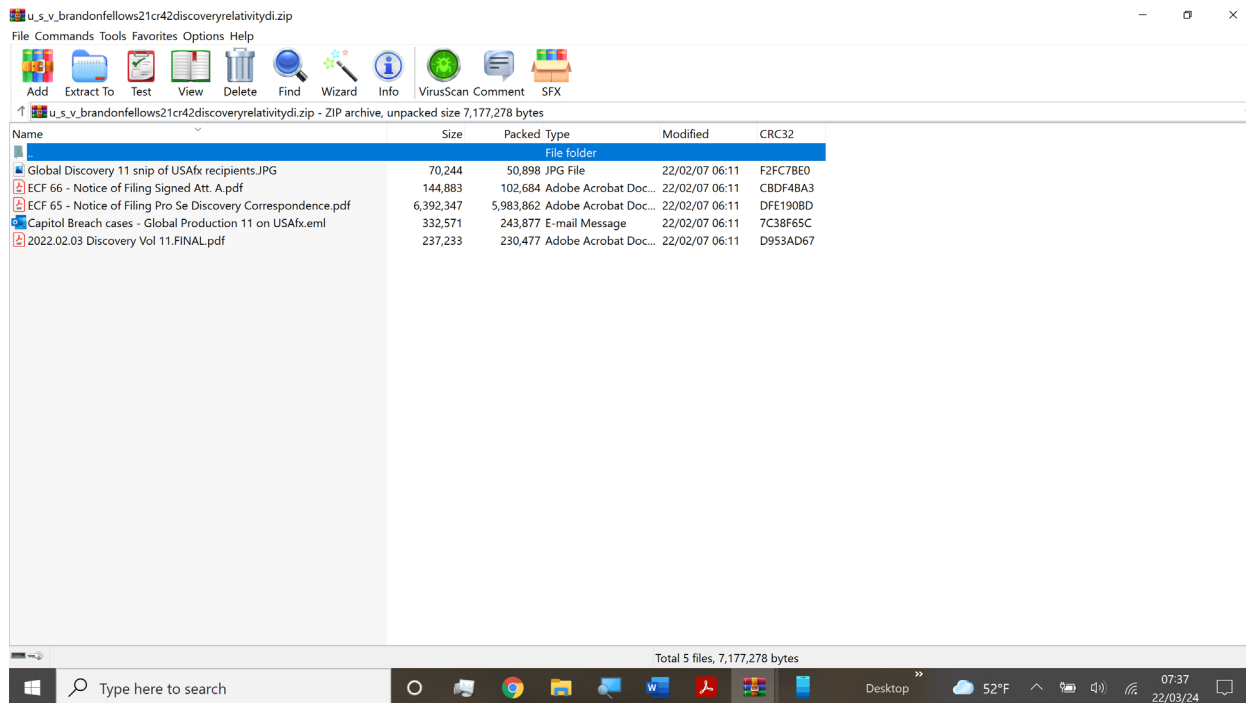 u_s_v_brandonfellows21cr42discoveryrelativitydi.zip
File Commands Tools Favorites Options Help
Add Extract To Test View Delete Find Wizard Info VirusScan Comment SFX
u_s_v_brandonfellows21cr42discoveryrelativitydi.zip - ZIP archive, unpacked size 7,177,278 bytes
Name Size Packed Type Modified CRC32
.. File folder
Global Discovery 11 snip of USAfx recipients.JPG 70,244 50,898 JPG File 22/02/07 06:11 F2FC7BE0
ECF 66 - Notice of Filing Signed Att. A.pdf 144,883 102,684 Adobe Acrobat Doc... 22/02/07 06:11 CBDF4BA3
ECF 65 - Notice of Filing Pro Se Discovery Correspondence.pdf 6,392,347 5,983,862 Adobe Acrobat Doc... 22/02/07 06:11 DFE190BD
Capitol Breach cases - Global Production 11 on USAfx.eml 332,571 243,877 E-mail Message 22/02/07 06:11 7C38F65C
2022.02.03 Discovery Vol 11.FINAL.pdf 237,233 230,477 Adobe Acrobat Doc... 22/02/07 06:11 D953AD67
Total 5 files, 7,177,278 bytes
Type here to search Desktop 52°F 07:37
22/03/24